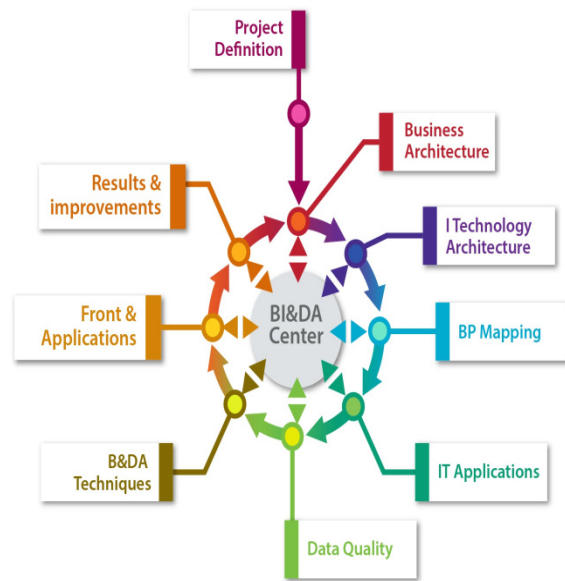 Project
Definition
Business
Architecture
Results &
improvements
I Technology
Architecture
BI&DA
Center
Front &
Applications
BP Mapping
B&DA
Techniques
IT Applications
Data Quality